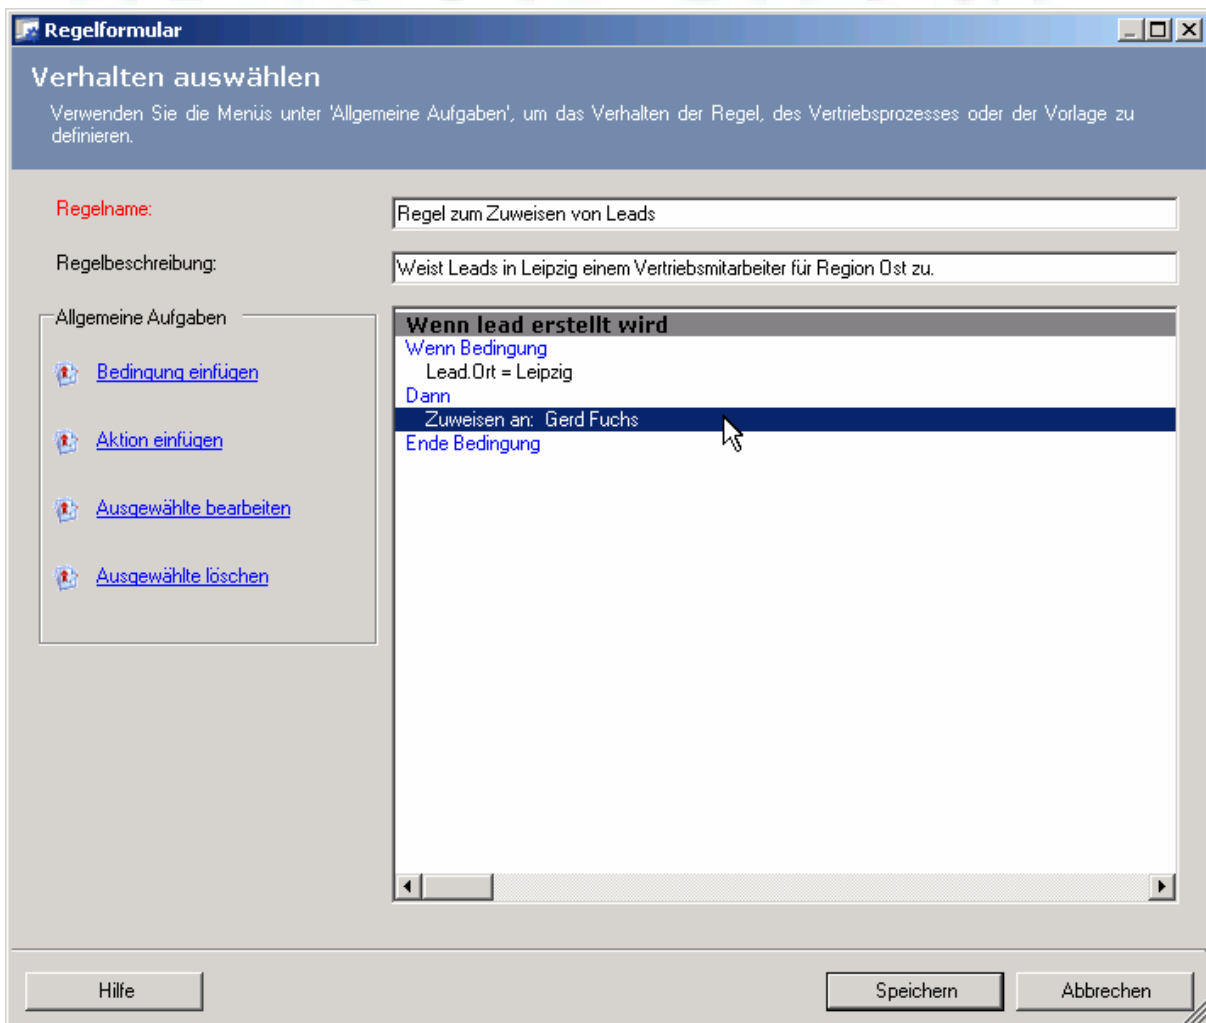 Regelformular
Verhalten auswählen
Verwenden Sie die Menüs unter 'Allgemeine Aufgaben', um das Verhalten der Regel, des Vertriebsprozesses oder der Vorlage zu
definieren.
Regelname:
Regel zum Zuweisen von Leads
Regelbeschreibung:
Weist Leads in Leipzig einem Vertriebsmitarbeiter für Region Ost zu.
Allgemeine Aufgaben
Bedingung einfügen
Aktion einfügen
Ausgewählte bearbeiten
Ausgewählte löschen
Wenn lead erstellt wird
Wenn Bedingung
Lead.Ort = Leipzig
Dann
Zuweisen an: Gerd Fuchs
Ende Bedingung
Hilfe
Speichern
Abbrechen